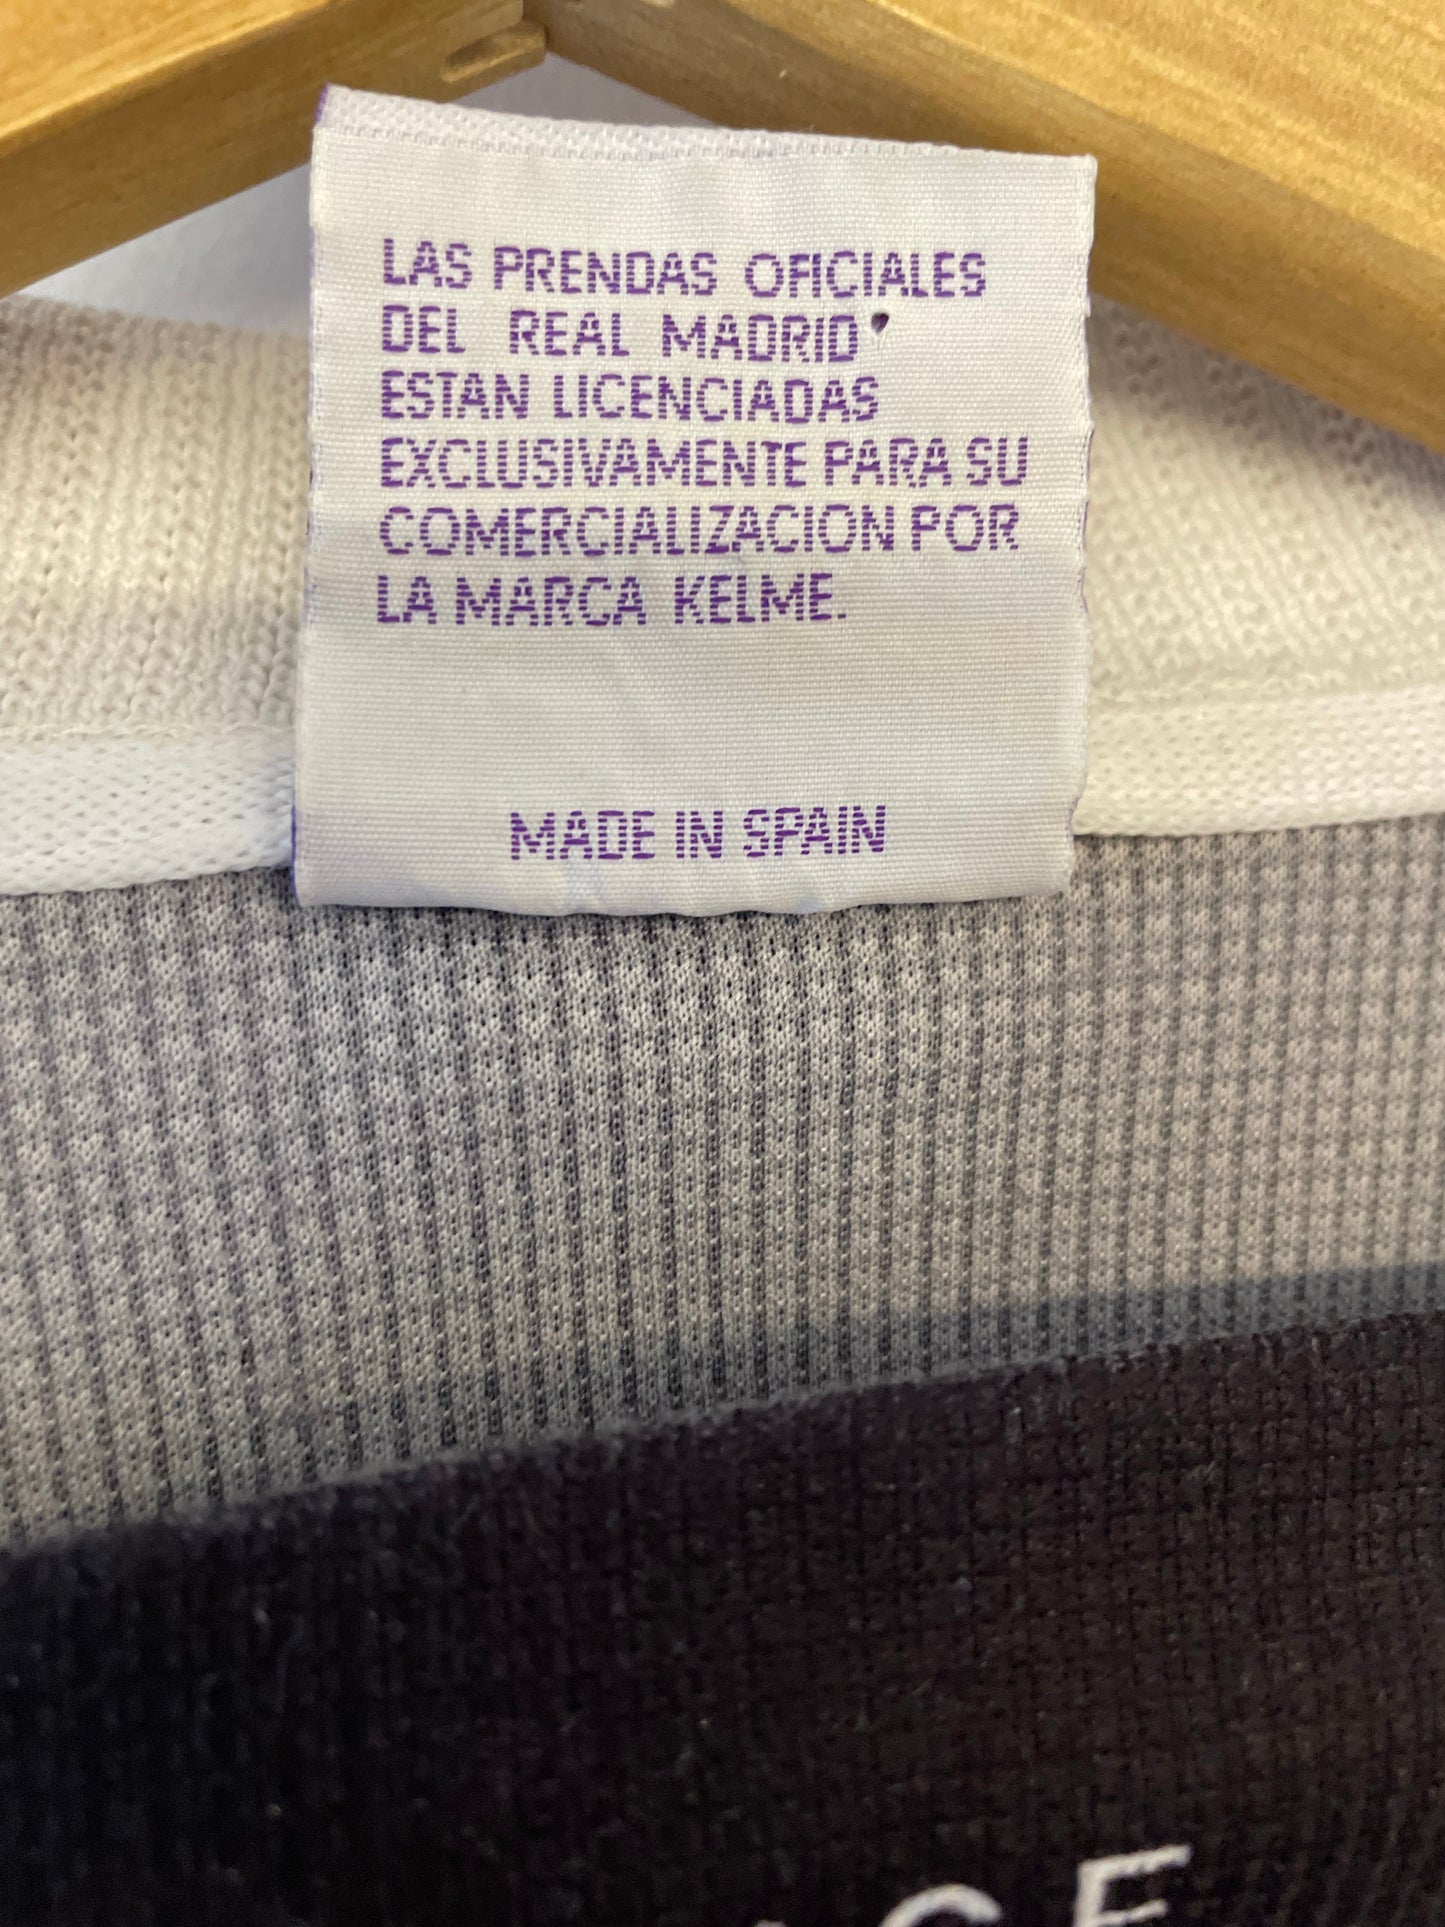 LAS PRENDAS OFICIALES
DEL REAL MADRID
ESTAN LICENCIADAS
EXCLUSIVAMENTE PARA SU
COMERCIALIZACION POR
LA MARCA KELME.
MADE IN SPAIN